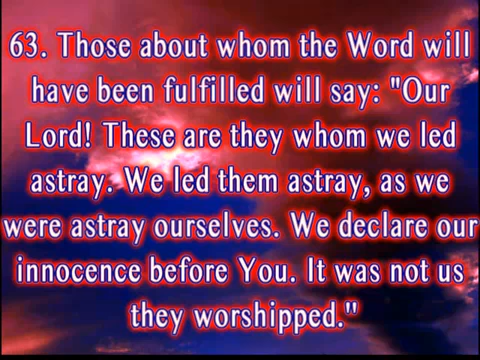 63. Those about whom the Word will
have been fulfilled will say: "Our
Lord! These are they whom we led
astray. We led them astray, as we
were astray ourselves. We declare our
innocence before You. It was not us
they worshipped."